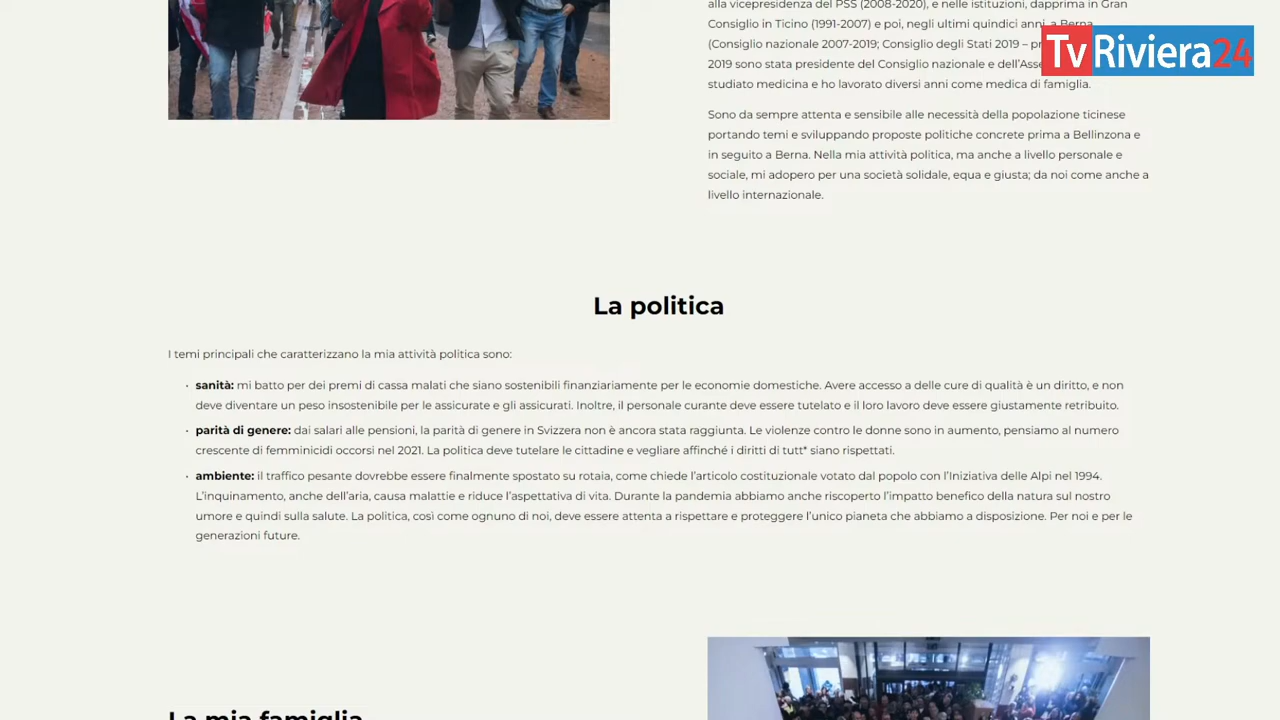 alla vicepresidenza del PSS (2008-2020), e nelle istituzioni, dapprima in Gran
Consiglio in Ticino (1991-2007) e poi, negli ultimi quindici anni, a Berna
(Consiglio nazionale 2007-2019; Consiglio degli Stati 2019 –
2019 sono stata presidente del Consiglio nazionale e
studiato medicina e ho lavorato diversi anni come medica di famiglia.
TvRiviera24
Sono da sempre attenta e sensibile alle necessità della popolazione ticinese
portando temi e sviluppando proposte politiche concrete prima a Bellinzona e
in seguito a Berna. Nella mia attività politica, ma anche a livello personale e
sociale, mi adopero per una società solidale, equa e giusta; da noi come anche a
livello internazionale.
La politica
I temi principali che caratterizzano la mia attività politica sono:
• sanità: mi batto per dei premi di cassa malati che siano sostenibili finanziariamente per le economie domestiche. Avere accesso a delle cure di qualità è un diritto, e non
deve diventare un peso insostenibile per le assicurate e gli assicurati. Inoltre, il personale curante deve essere tutelato e il loro lavoro deve essere giustamente retribuito.
• parità di genere: dai salari alle pensioni, la parità di genere in Svizzera non è ancora stata raggiunta. Le violenze contro le donne sono in aumento, pensiamo al numero
crescente di femminicidi occorsi nel 2021. La politica deve tutelare le cittadine e vegliare affinché i diritti di tutt* siano rispettati.
• ambiente: il traffico pesante dovrebbe essere finalmente spostato su rotaia, come chiede l'articolo costituzionale votato dal popolo con l'Iniziativa delle Alpi nel 1994.
L'inquinamento, anche dell'aria, causa malattie e riduce l'aspettativa di vita. Durante la pandemia abbiamo anche riscoperto l'impatto benefico della natura sul nostro
umore e quindi sulla salute. La politica, così come ognuno di noi, deve essere attenta a rispettare e proteggere l'unico pianeta che abbiamo a disposizione. Per noi e per le
generazioni future.
La mia famiglia